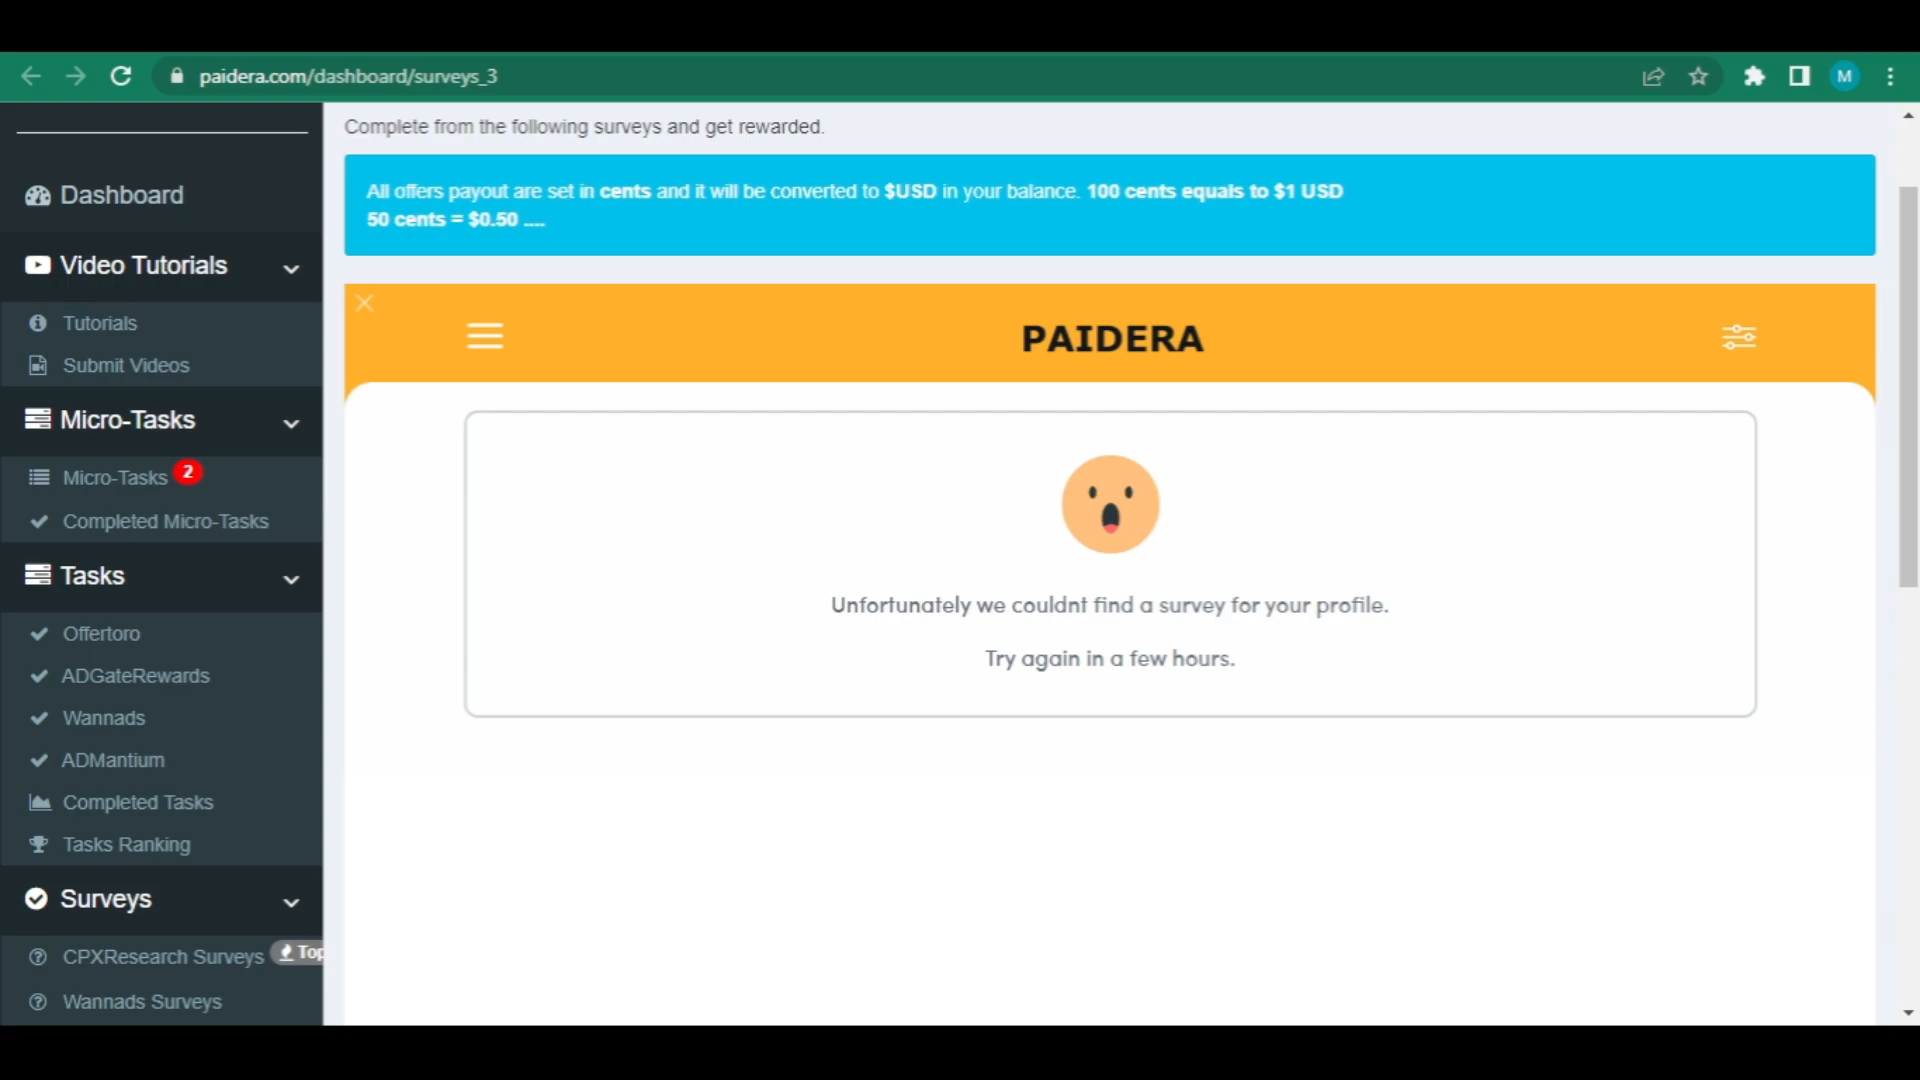 paidera.com/dashboard/surveys_3
M
Dashboard
Video Tutorials
Tutorials
Submit Videos
Micro-Tasks
Micro-Tasks 2
Completed Micro-Tasks
Tasks
Offertoro
ADGateRewards
Wannads
ADMantium
Completed Tasks
Tasks Ranking
Surveys
CPXResearch Surveys Top
Wannads Surveys
Complete from the following surveys and get rewarded.
All offers payout are set in cents and it will be converted to $USD in your balance. 100 cents equals to $1 USD
50 cents = $0.50 ....
PAIDERA
Unfortunately we couldnt find a survey for your profile.
Try again in a few hours.